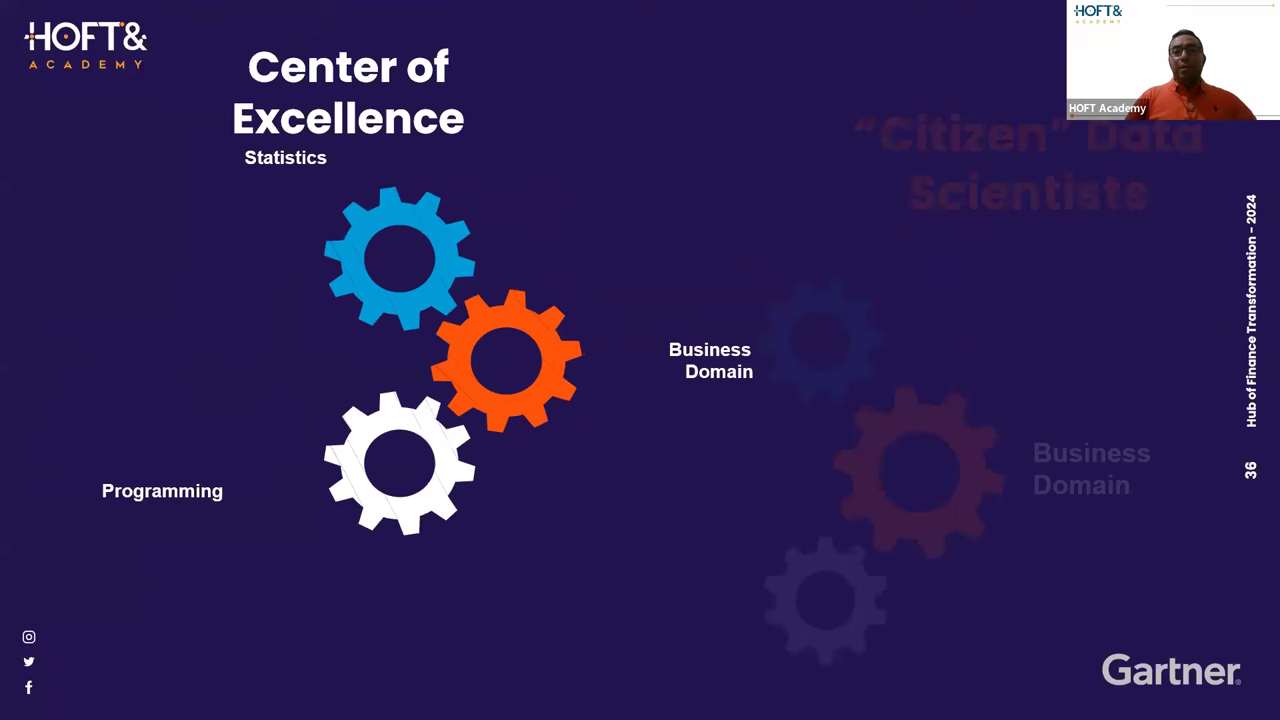 HOFT&
ACADEMY
Center of
Excellence
Statistics
Business
Domain
Programming
HOFT&
ACADEMY
HOFT Academy
"Citizen" Data
Scientists
Business
Domain
Hub of Finance Transformation – 2024
36
Gartner®